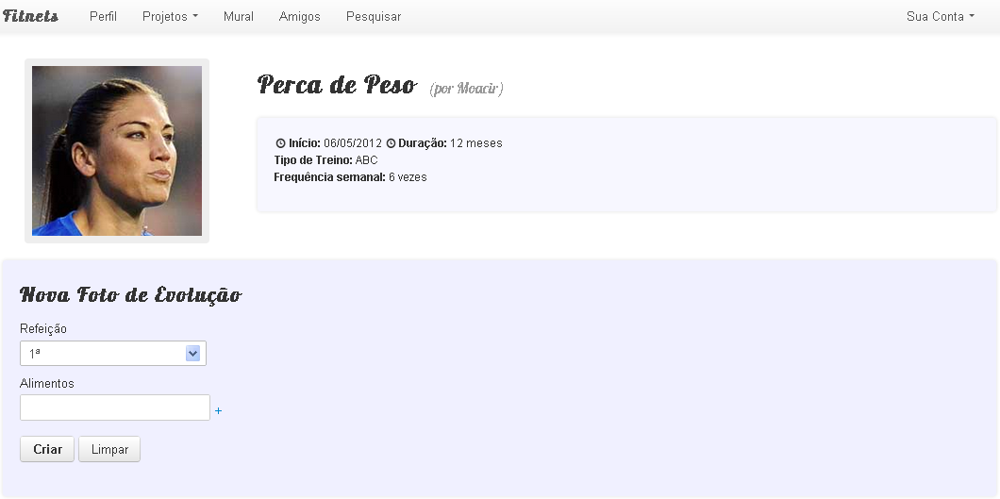 Fitnets Perfil Projetos Mural Amigos Pesquisar Sua Conta
Perca de Peso (por Moacir)
Início: 06/05/2012 Duração: 12 meses
Tipo de Treino: ABC
Frequência semanal: 6 vezes
Nova Foto de Evolução
Refeição
1ª
Alimentos
+
Criar Limpar